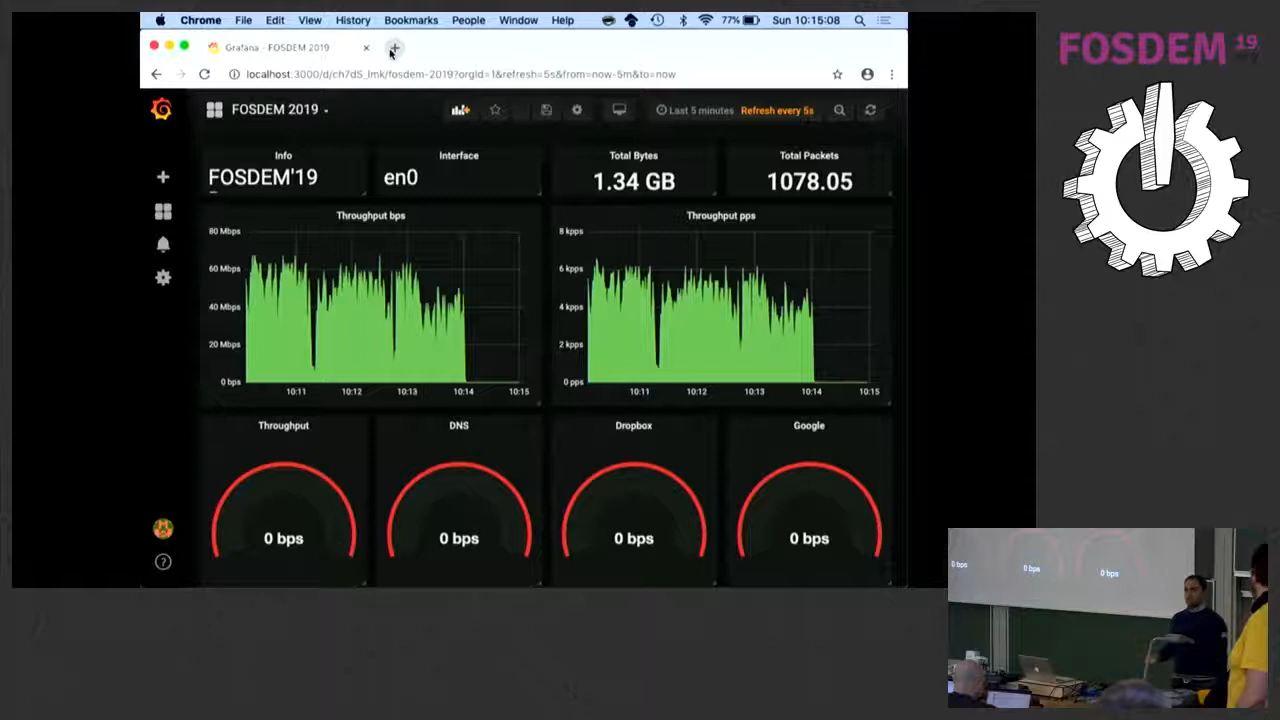 Chrome File Edit View History Bookmarks People Window Help 77% Sun 10:15:08
Grafana - FOSDEM 2019
localhost:3000/d/ch7dS_lmk/fosdem-2019?orgId=1&refresh=5s&from=now-5m&to=now
FOSDEM 2019
Last 5 minutes Refresh every 5s
Info
FOSDEM'19
Interface
en0
Total Bytes
1.34 GB
Total Packets
1078.05
Throughput bps
80 Mbps
60 Mbps
40 Mbps
20 Mbps
0 bps
10:11 10:12 10:13 10:14 10:15
Throughput pps
8 kpps
6 kpps
4 kpps
2 kpps
0 pps
10:11 10:12 10:13 10:14 10:15
Throughput
0 bps
DNS
0 bps
Dropbox
0 bps
Google
0 bps
FOSDEM 19
0 bps
0 bps
0 bps